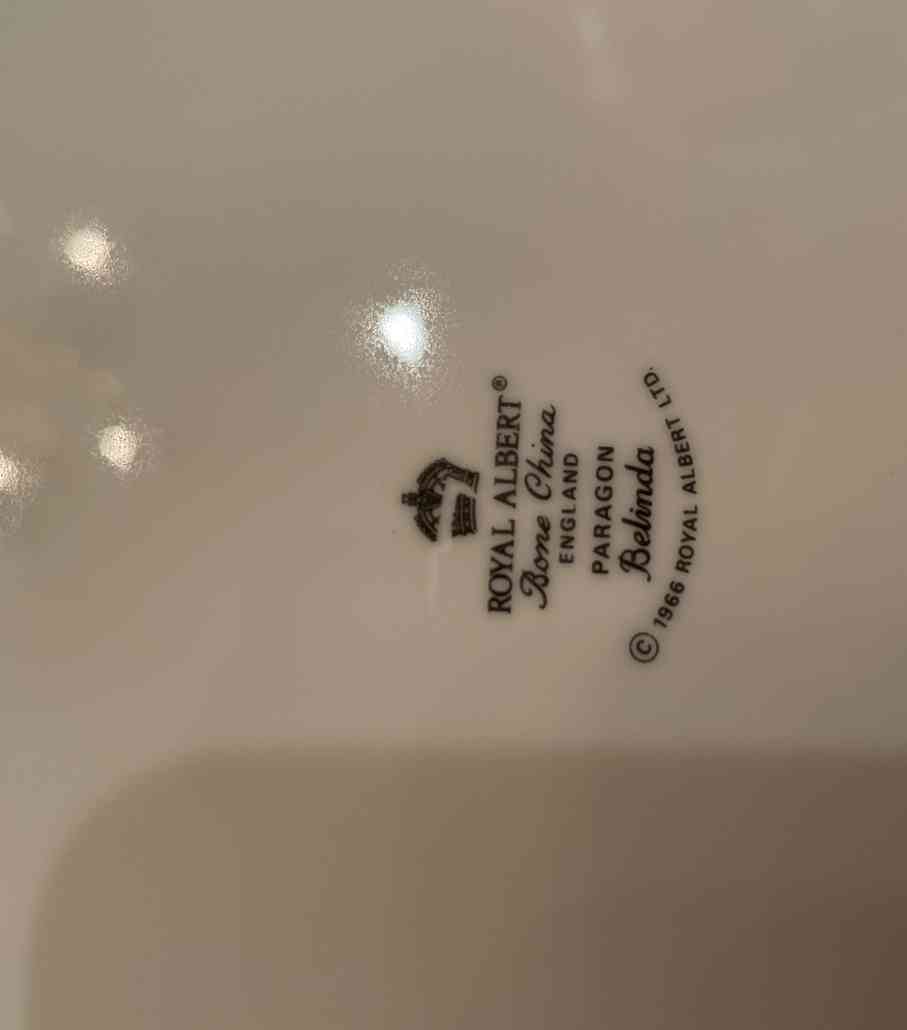 ROYAL ALBERT®
Bone China
ENGLAND
PARAGON
Belinda
© 1966 ROYAL ALBERT LTD.